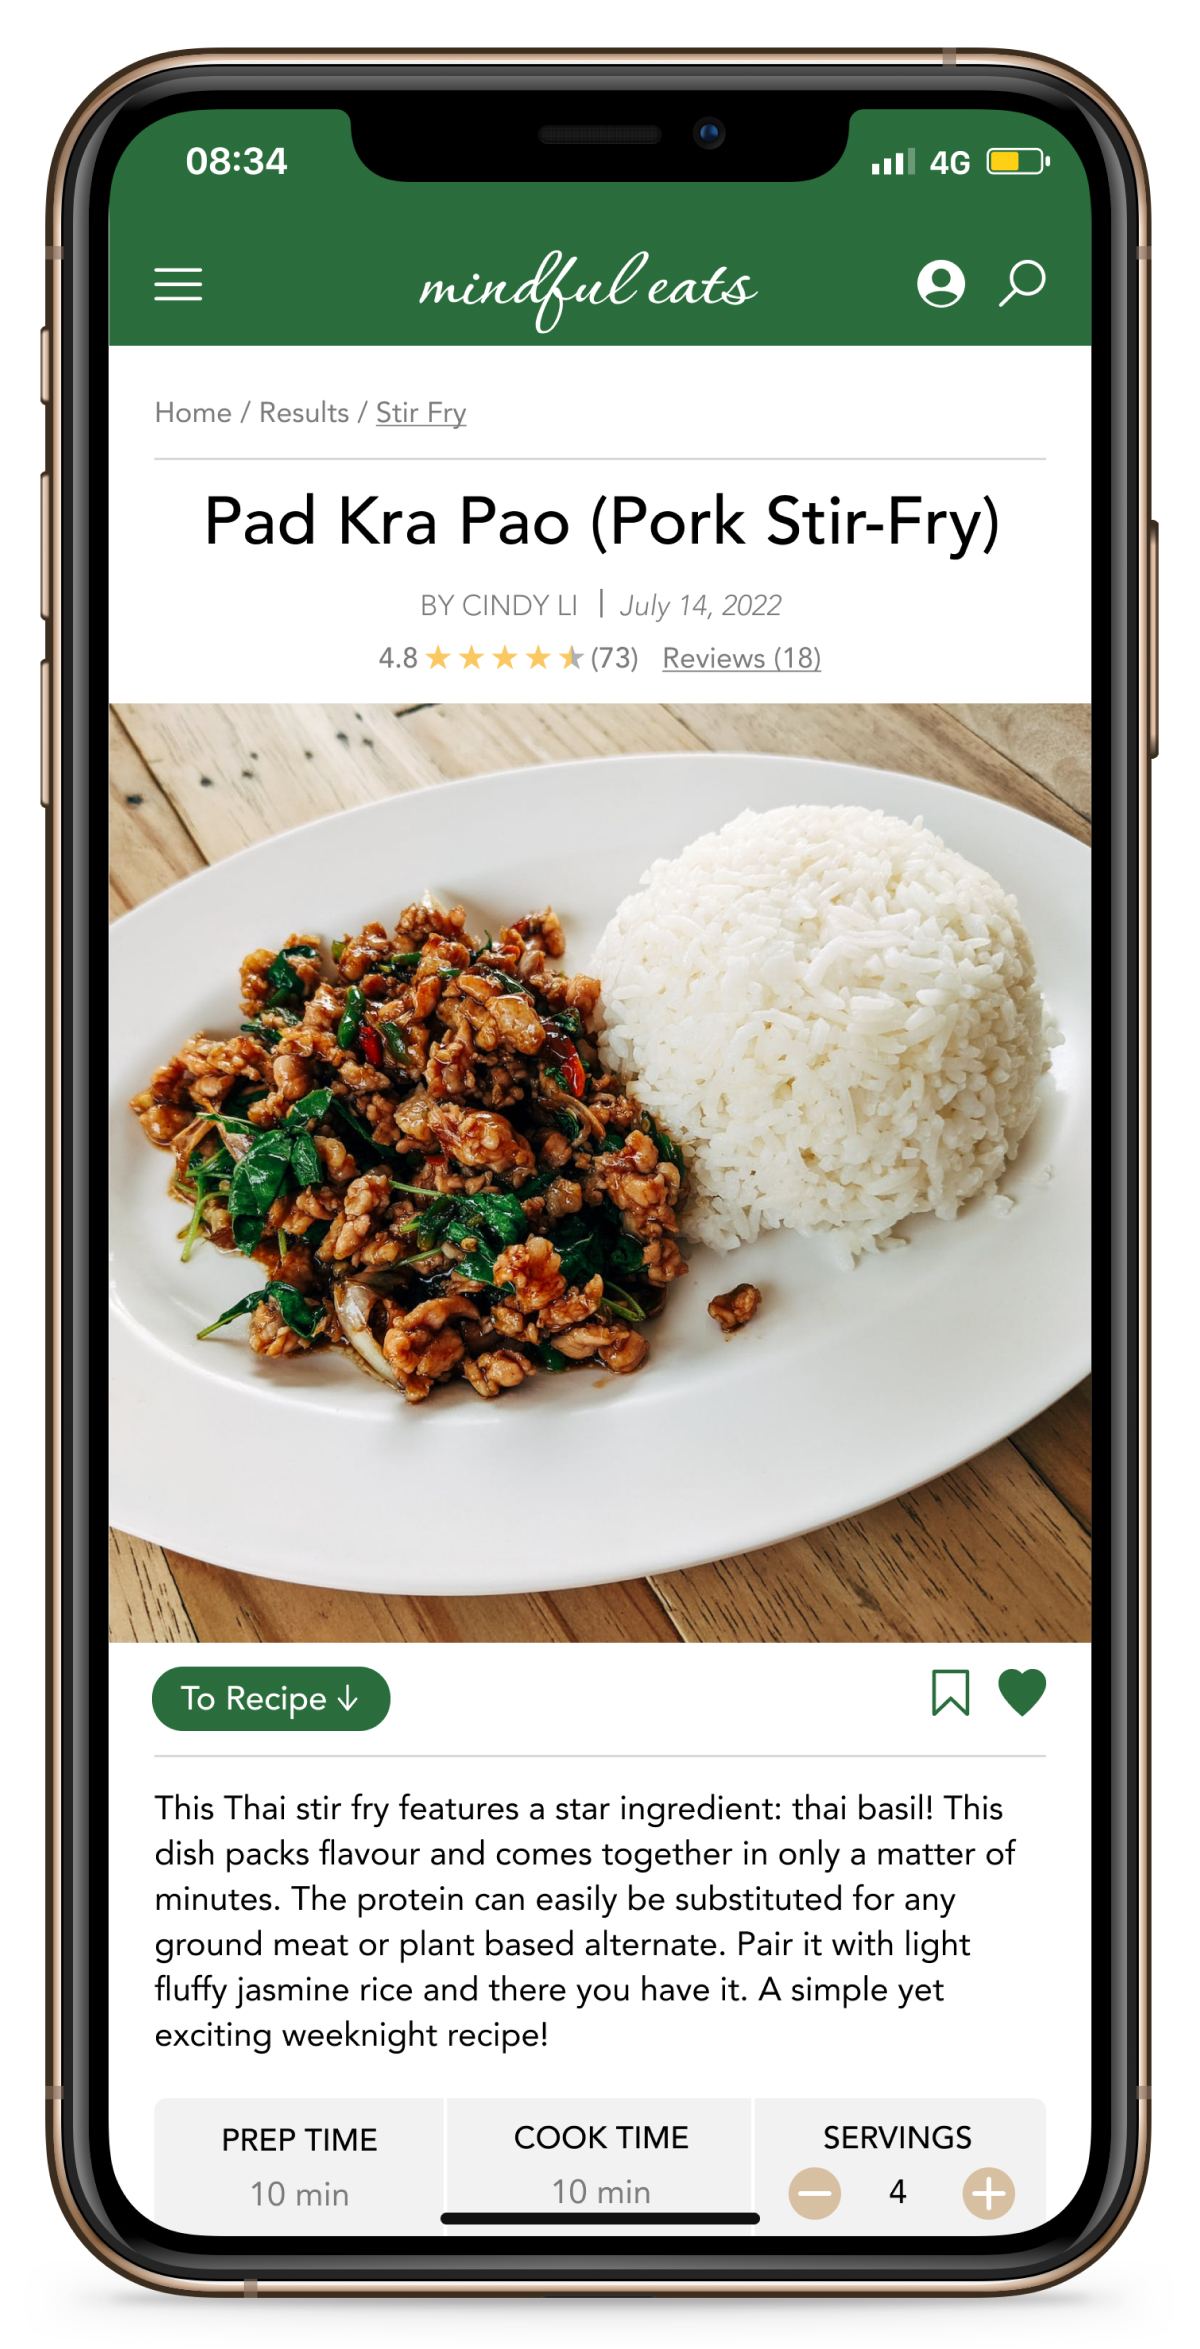 08:34
4G
mindful eats
Home / Results / Stir Fry
Pad Kra Pao (Pork Stir-Fry)
BY CINDY LI | July 14, 2022
4.8 (73) Reviews (18)
To Recipe ↓
This Thai stir fry features a star ingredient: thai basil! This
dish packs flavour and comes together in only a matter of
minutes. The protein can easily be substituted for any
ground meat or plant based alternate. Pair it with light
fluffy jasmine rice and there you have it. A simple yet
exciting weeknight recipe!
PREP TIME COOK TIME SERVINGS
10 min 10 min − 4 +